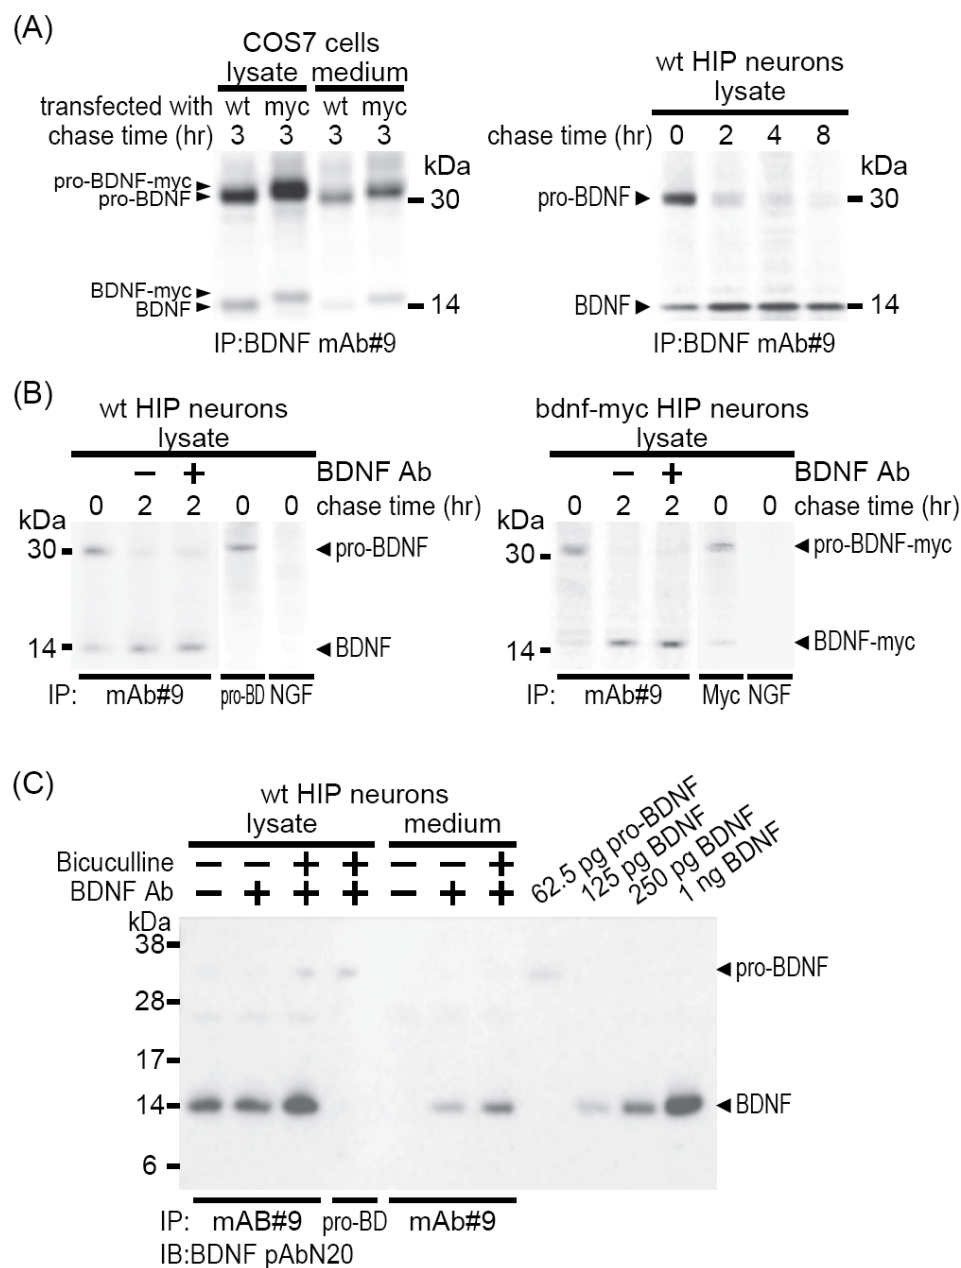 (A)
COS7 cells
lysate medium
transfected with wt myc wt myc
chase time (hr) 3 3 3 3
kDa
pro-BDNF-myc
pro-BDNF
30
BDNF-myc
BDNF
14
IP:BDNF mAb#9
wt HIP neurons
lysate
chase time (hr) 0 2 4 8
kDa
pro-BDNF
30
BDNF
14
IP:BDNF mAb#9
(B)
wt HIP neurons
lysate
− + BDNF Ab
0 2 2 0 0 chase time (hr)
kDa
30
pro-BDNF
14
BDNF
IP: mAb#9 pro-BD NGF
bdnf-myc HIP neurons
lysate
− + BDNF Ab
0 2 2 0 0 chase time (hr)
kDa
30
pro-BDNF-myc
14
BDNF-myc
IP: mAb#9 Myc NGF
(C)
wt HIP neurons
lysate medium
Bicuculline − − + + − − +
BDNF Ab − + + + − + +
62.5 pg pro-BDNF
125 pg BDNF
250 pg BDNF
1 ng BDNF
kDa
38
pro-BDNF
28
17
14
BDNF
6
IP: mAB#9 pro-BD mAb#9
IB:BDNF pAbN20